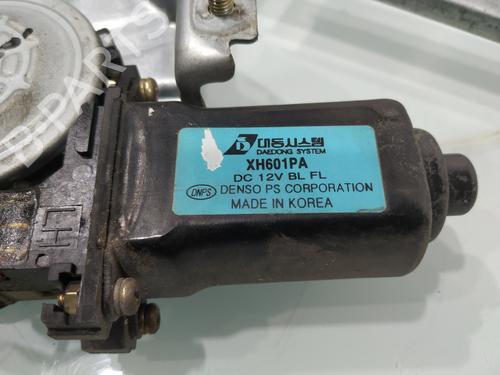 대동시스템
DAEDONG SYSTEM
XH601PA
DC 12V BL FL
DNPS DENSO PS CORPORATION
MADE IN KOREA
LH
B-PARTS